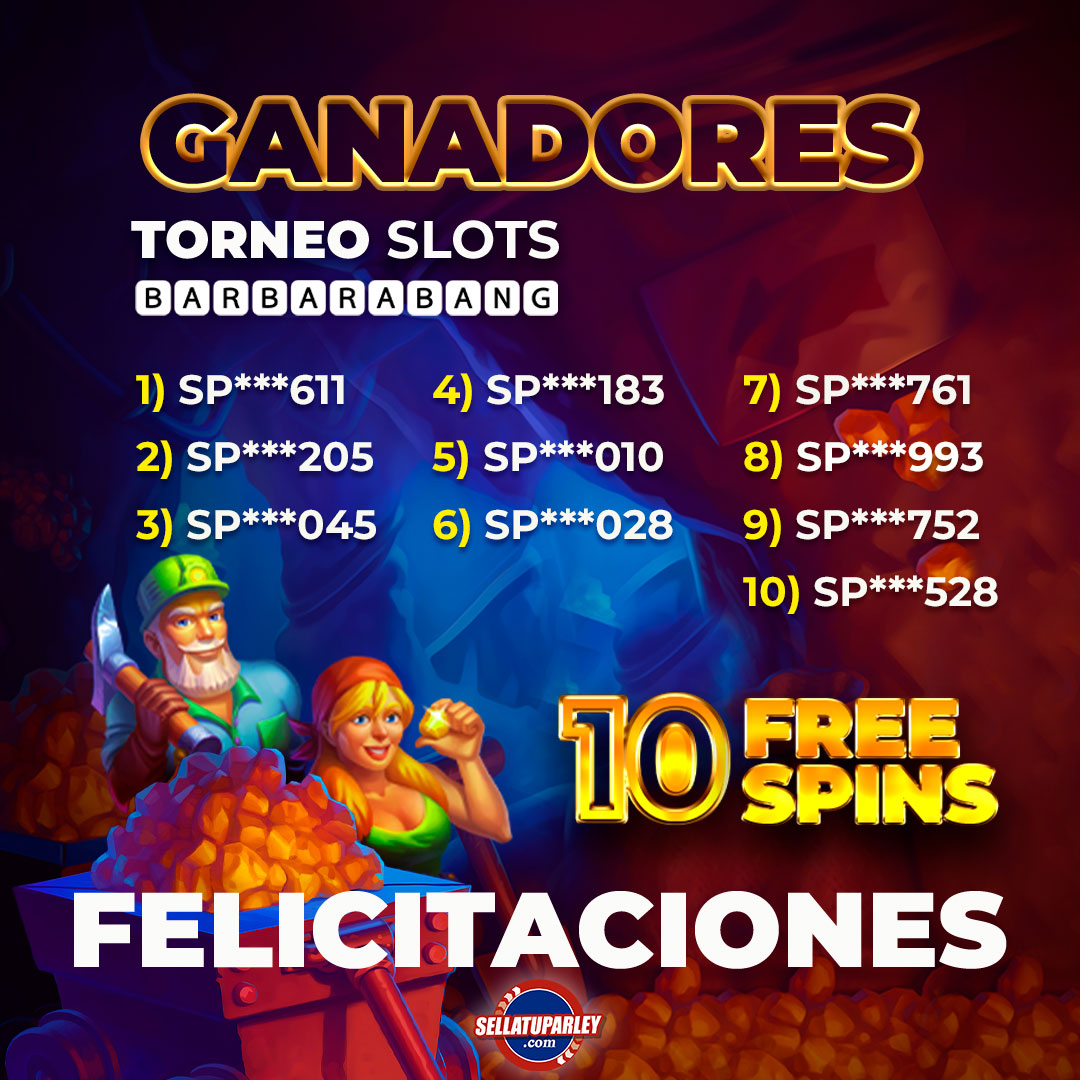 GANADORES
TORNEO SLOTS
BARBARABANG
1) SP***611
2) SP***205
3) SP***045
4) SP***183
5) SP***010
6) SP***028
7) SP***761
8) SP***993
9) SP***752
10) SP***528
10 FREE
SPINS
FELICITACIONES
SELLATUPARLEY
.com